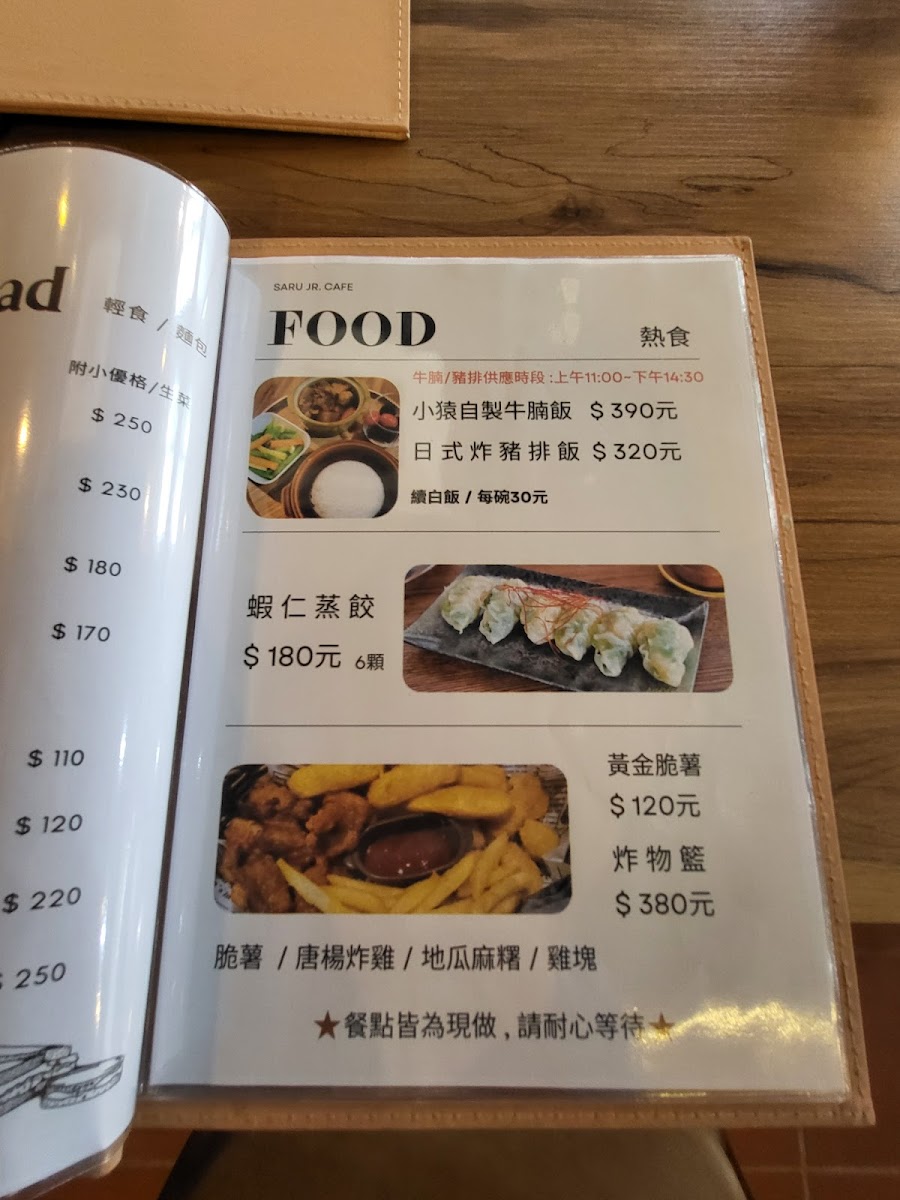 ad
輕食 / 麵包
附小優格/生菜
$ 250
$ 230
$ 180
$ 170
$ 110
$ 120
$ 220
$ 250
SARU JR. CAFE
FOOD
熱食
牛腩/豬排供應時段 :上午11:00~下午14:30
小猿自製牛腩飯 $ 390元
日式炸豬排飯 $ 320元
續白飯 / 每碗30元
蝦仁蒸餃
$ 180元 6顆
黃金脆薯
$ 120元
炸物籃
$ 380元
脆薯 / 唐楊炸雞 / 地瓜麻糬 / 雞塊
★餐點皆為現做 , 請耐心等待★